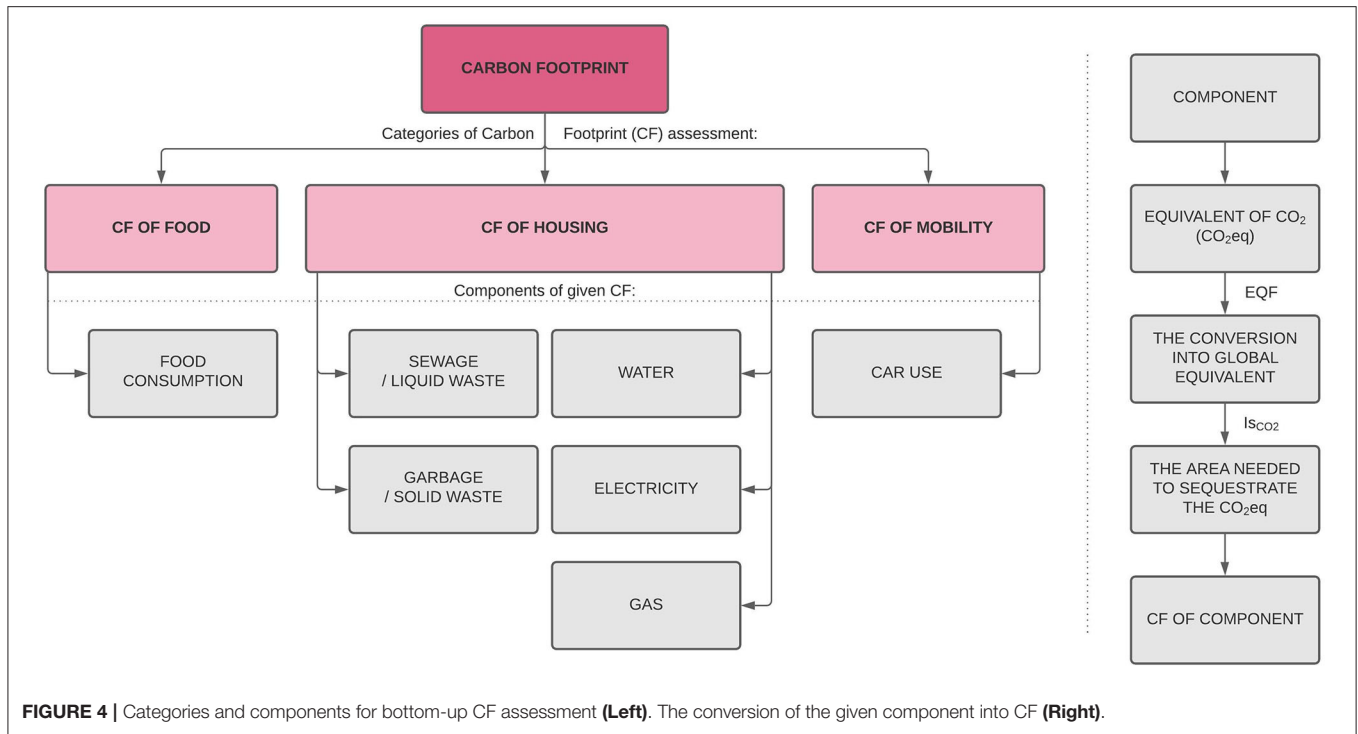 CARBON FOOTPRINT
Categories of Carbon Footprint (CF) assessment:
CF OF FOOD
CF OF HOUSING
CF OF MOBILITY
Components of given CF:
FOOD
CONSUMPTION
SEWAGE
/ LIQUID WASTE
WATER
CAR USE
GARBAGE
/ SOLID WASTE
ELECTRICITY
GAS
COMPONENT
EQUIVALENT OF CO₂
(CO₂eq)
EQF
THE CONVERSION
INTO GLOBAL
EQUIVALENT
Is_CO2
THE AREA NEEDED
TO SEQUESTRATE
THE CO₂eq
CF OF COMPONENT
FIGURE 4 | Categories and components for bottom-up CF assessment (Left). The conversion of the given component into CF (Right).